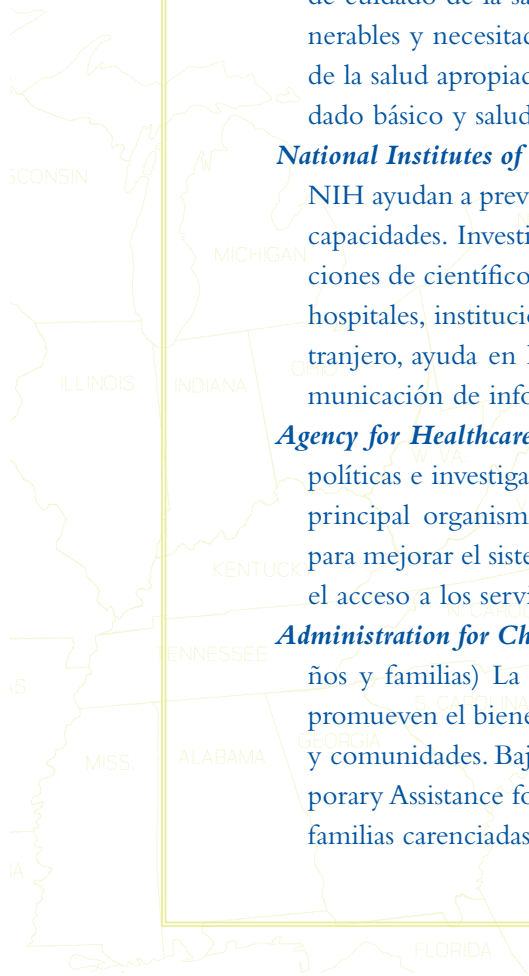 de cuidado de la
nerables y necesitad
de la salud apropiad
dado básico y salud
National Institutes of
NIH ayudan a prev
capacidades. Investi
ciones de científico
hospitales, instituci
tranjero, ayuda en
municación de info
Agency for Healthcare
políticas e investiga
principal organism
para mejorar el siste
el acceso a los servi
Administration for Ch
ños y familias) La
promueven el biene
y comunidades. Baj
porary Assistance fo
familias carenciadas
SCONSIN
MICHIGAN
ILLINOIS
INDIANA
OHIO
W. VA.
KENTUCKY
N. CAROL
TENNESSEE
S. CAROLINA
MISS.
ALABAMA
GEORGIA
FLORIDA